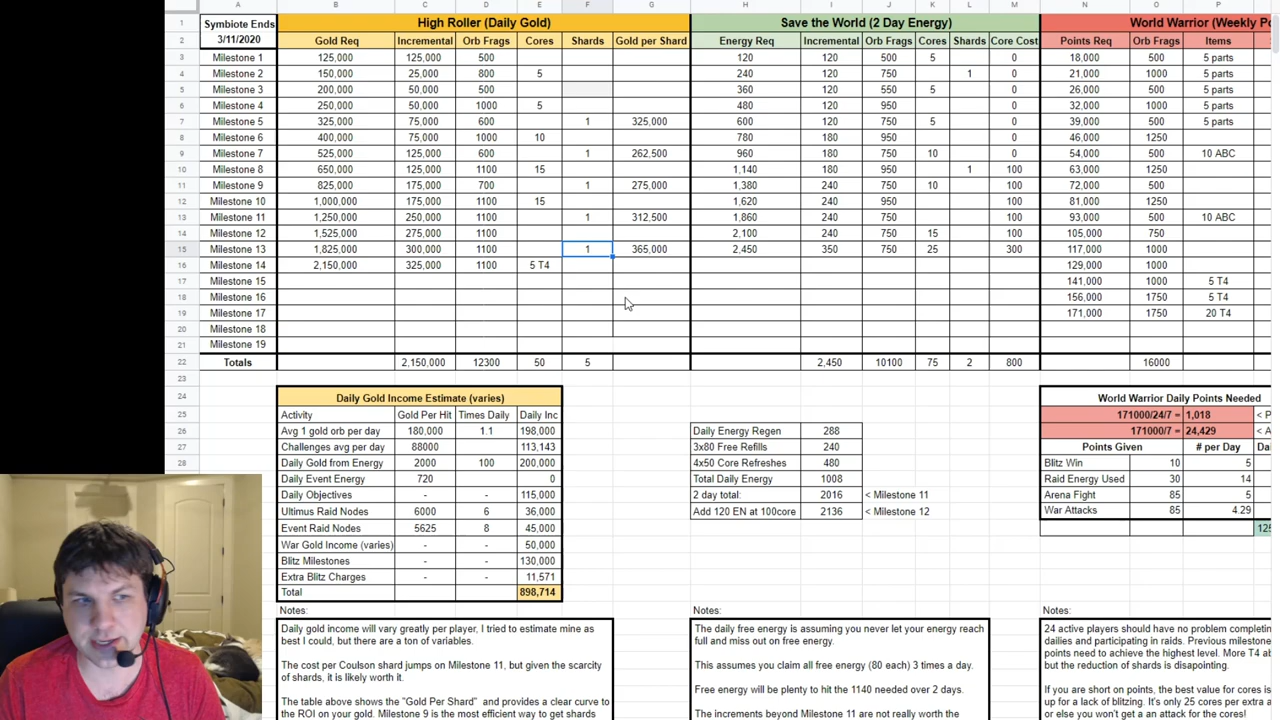 A B C D E F G H I J K L M N O P
1 Symbiote Ends High Roller (Daily Gold) Save the World (2 Day Energy) World Warrior (Weekly Po
2 3/11/2020 Gold Req Incremental Orb Frags Cores Shards Gold per Shard Energy Req Incremental Orb Frags Cores Shards Core Cost Points Req Orb Frags Items
3 Milestone 1 125,000 125,000 500 120 120 500 5 0 18,000 500 5 parts
4 Milestone 2 150,000 25,000 800 5 240 120 750 1 0 21,000 1000 5 parts
5 Milestone 3 200,000 50,000 500 360 120 550 5 0 26,000 500 5 parts
6 Milestone 4 250,000 50,000 1000 5 480 120 950 0 32,000 1000 5 parts
7 Milestone 5 325,000 75,000 600 1 325,000 600 120 750 5 0 39,000 500 5 parts
8 Milestone 6 400,000 75,000 1000 10 780 180 950 0 46,000 1250
9 Milestone 7 525,000 125,000 600 1 262,500 960 180 750 10 0 54,000 500 10 ABC
10 Milestone 8 650,000 125,000 1100 15 1,140 180 950 1 100 63,000 1250
11 Milestone 9 825,000 175,000 700 1 275,000 1,380 240 750 10 100 72,000 500
12 Milestone 10 1,000,000 175,000 1100 15 1,620 240 950 100 81,000 1250
13 Milestone 11 1,250,000 250,000 1100 1 312,500 1,860 240 750 100 93,000 500 10 ABC
14 Milestone 12 1,525,000 275,000 1100 2,100 240 750 15 100 105,000 750
15 Milestone 13 1,825,000 300,000 1100 1 365,000 2,450 350 750 25 300 117,000 1000
16 Milestone 14 2,150,000 325,000 1100 5 T4 129,000 1000
17 Milestone 15 141,000 1000 5 T4
18 Milestone 16 156,000 1750 5 T4
19 Milestone 17 171,000 1750 20 T4
20 Milestone 18
21 Milestone 19
22 Totals 2,150,000 12300 50 5 2,450 10100 75 2 800 16000
23
24 Daily Gold Income Estimate (varies) World Warrior Daily Points Needed
25 Activity Gold Per Hit Times Daily Daily Inc 171000/24/7 = 1,018 < P
26 Avg 1 gold orb per day 180,000 1.1 198,000 Daily Energy Regen 288 171000/7 = 24,429 < A
27 Challenges avg per day 88000 113,143 3x80 Free Refills 240 Points Given # per Day Dai
28 Daily Gold from Energy 2000 100 200,000 4x50 Core Refreshes 480 Blitz Win 10 5
Daily Event Energy 720 0 Total Daily Energy 1008 Raid Energy Used 30 14
Daily Objectives - - 115,000 2 day total: 2016 < Milestone 11 Arena Fight 85 5
Ultimus Raid Nodes 6000 6 36,000 Add 120 EN at 100core 2136 < Milestone 12 War Attacks 85 4.29
Event Raid Nodes 5625 8 45,000 125
War Gold Income (varies) - - 50,000
Blitz Milestones - - 130,000
Extra Blitz Charges - - 11,571
Total 898,714
Notes: Notes: Notes:
Daily gold income will vary greatly per player, I tried to estimate mine as
best I could, but there are a ton of variables.
The cost per Coulson shard jumps on Milestone 11, but given the scarcity
of shards, it is likely worth it.
The table above shows the "Gold Per Shard" and provides a clear curve to
the ROI on your gold. Milestone 9 is the most efficient way to get shards
The daily free energy is assuming you never let your energy reach
full and miss out on free energy.
This assumes you claim all free energy (80 each) 3 times a day.
Free energy will be plenty to hit the 1140 needed over 2 days.
The increments beyond Milestone 11 are not really worth the
24 active players should have no problem completin
dailies and participating in raids. Previous milestone
points need to achieve the highest level. More T4 ab
but the reduction of shards is disapointing.
If you are short on points, the best value for cores is
up for a lack of blitzing. It's only 25 cores per extra a
or else you won't get a an attack for the cores!